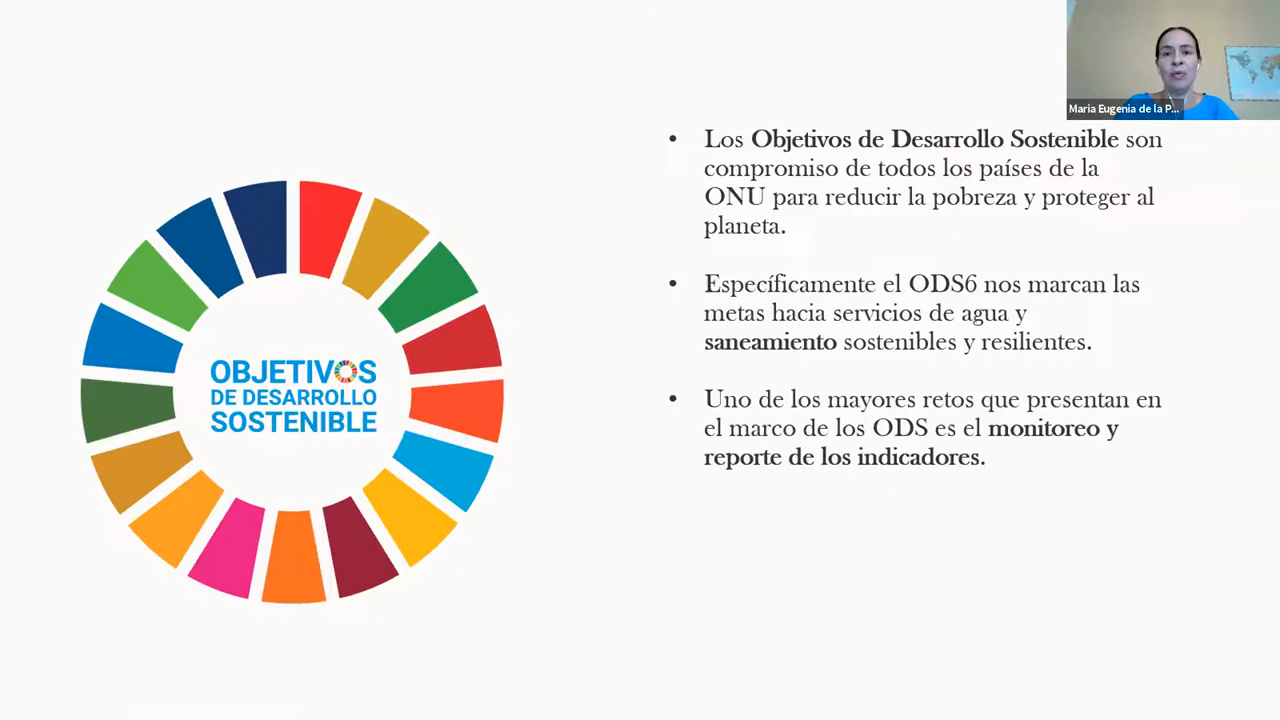 Maria Eugenia de la P...
OBJETIVOS
DE DESARROLLO
SOSTENIBLE
• Los Objetivos de Desarrollo Sostenible son
compromiso de todos los países de la
ONU para reducir la pobreza y proteger al
planeta.
• Específicamente el ODS6 nos marcan las
metas hacia servicios de agua y
saneamiento sostenibles y resilientes.
• Uno de los mayores retos que presentan en
el marco de los ODS es el monitoreo y
reporte de los indicadores.